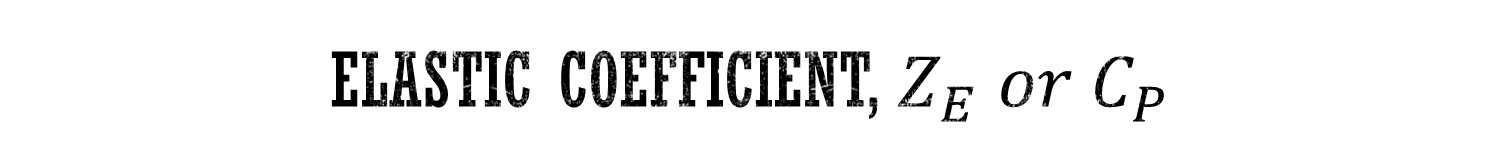 ELASTIC COEFFICIENT, Z_E or C_P